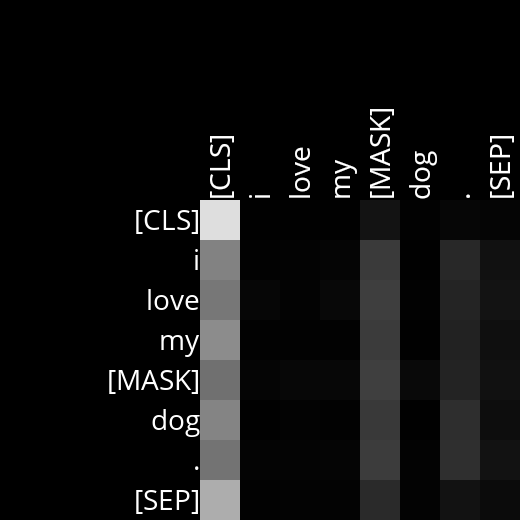 [CLS] i love my [MASK] dog . [SEP]
[CLS]
i
love
my
[MASK]
dog
.
[SEP]